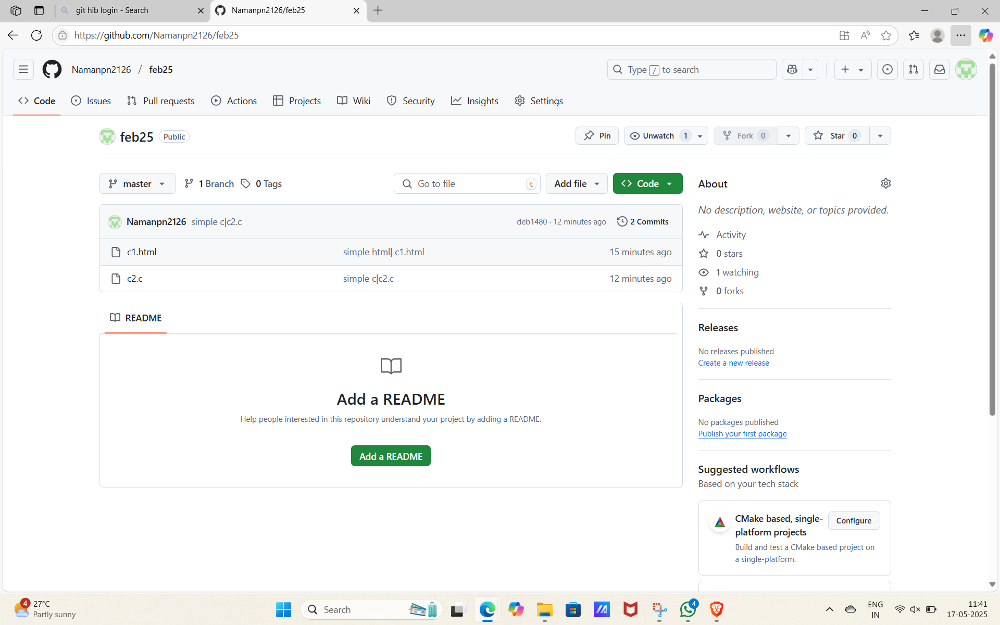 git hib login - Search
Namanpn2126/feb25
https://github.com/Namanpn2126/feb25
Namanpn2126 / feb25
Type / to search
Code
Issues
Pull requests
Actions
Projects
Wiki
Security
Insights
Settings
feb25 Public
Pin
Unwatch 1
Fork 0
Star 0
master
1 Branch
0 Tags
Go to file t
Add file
Code
Namanpn2126 simple c|c2.c deb1480 · 12 minutes ago 2 Commits
c1.html simple html| c1.html 15 minutes ago
c2.c simple c|c2.c 12 minutes ago
README
Add a README
Help people interested in this repository understand your project by adding a README.
Add a README
About
No description, website, or topics provided.
Activity
0 stars
1 watching
0 forks
Releases
No releases published
Create a new release
Packages
No packages published
Publish your first package
Suggested workflows
Based on your tech stack
CMake based, single-
platform projects
Configure
Build and test a CMake based project on
a single-platform.
4
27°C
Partly sunny
Search
4
ENG
IN
11:41
17-05-2025